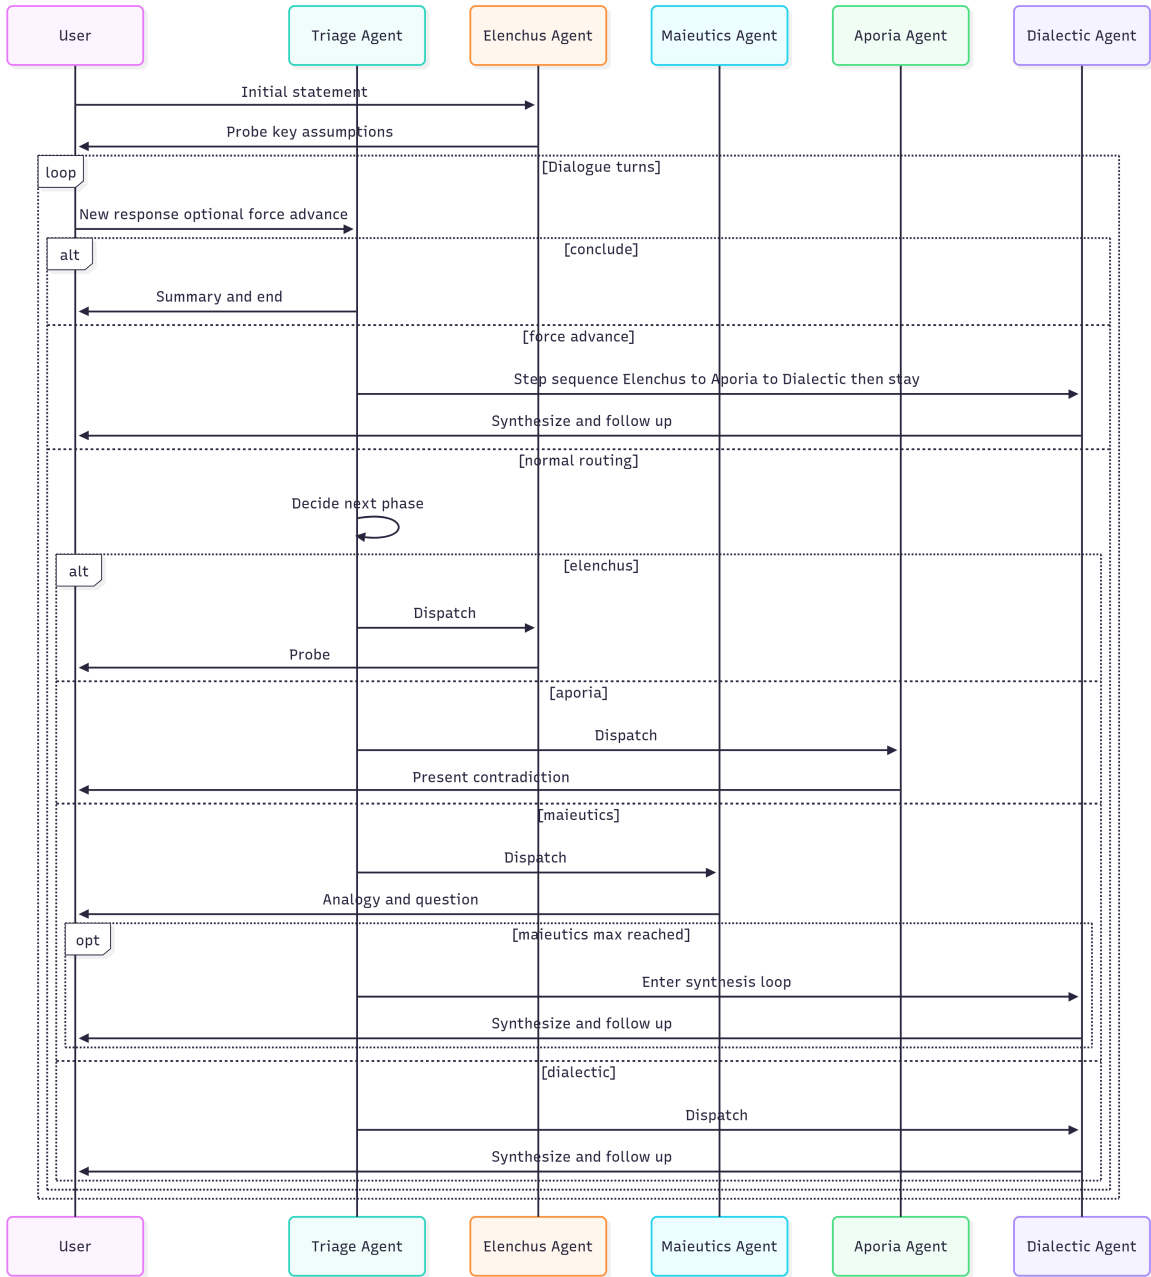 User
Triage Agent
Elenchus Agent
Maieutics Agent
Aporia Agent
Dialectic Agent
Initial statement
Probe key assumptions
loop
[Dialogue turns]
New response optional force advance
alt
[conclude]
Summary and end
[force advance]
Step sequence Elenchus to Aporia to Dialectic then stay
Synthesize and follow up
[normal routing]
Decide next phase
alt
[elenchus]
Dispatch
Probe
[aporia]
Dispatch
Present contradiction
[maieutics]
Dispatch
Analogy and question
opt
[maieutics max reached]
Enter synthesis loop
Synthesize and follow up
[dialectic]
Dispatch
Synthesize and follow up
User
Triage Agent
Elenchus Agent
Maieutics Agent
Aporia Agent
Dialectic Agent